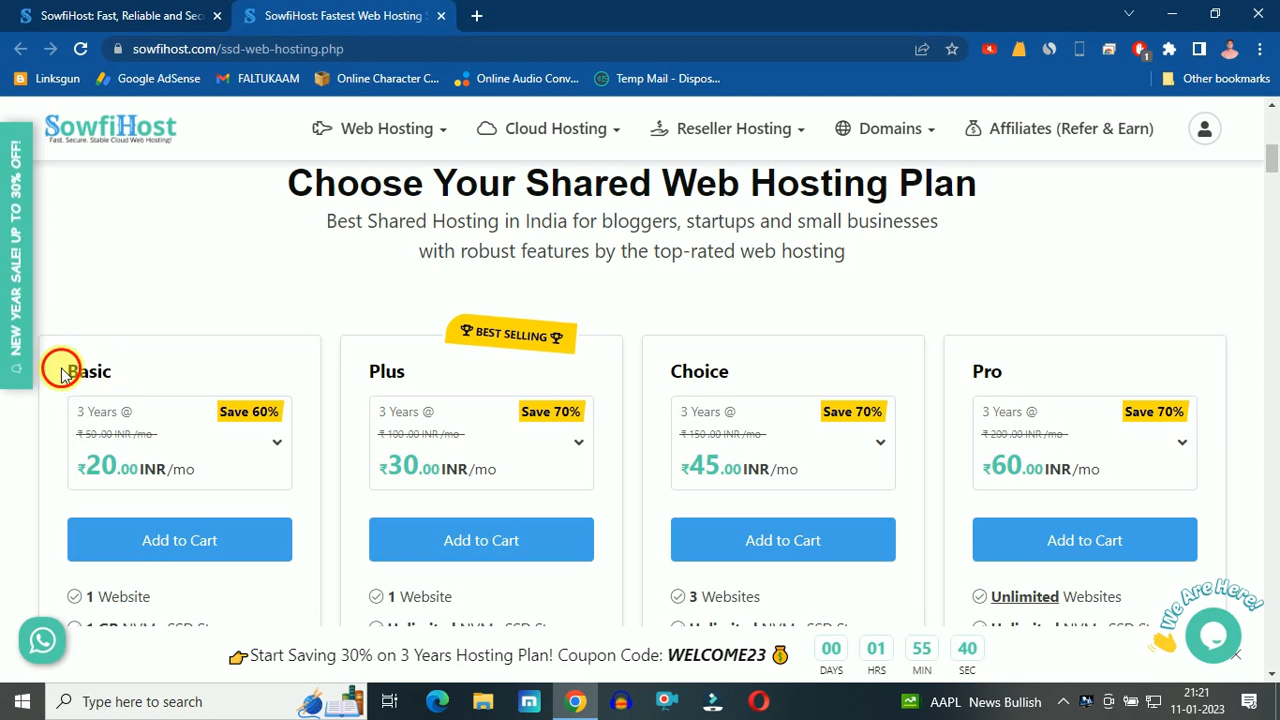 SowfiHost: Fast, Reliable and Sec
SowfiHost: Fastest Web Hosting
sowfihost.com/ssd-web-hosting.php
1
Linksgun
Google AdSense
FALTUKAAM
Online Character C...
Online Audio Conv...
Temp Mail - Dispos...
Other bookmarks
SowfiHost
Fast, Secure, Stable Cloud Web Hosting!
Web Hosting
Cloud Hosting
Reseller Hosting
Domains
Affiliates (Refer & Earn)
NEW YEAR SALE! UP TO 30% OFF!
Choose Your Shared Web Hosting Plan
Best Shared Hosting in India for bloggers, startups and small businesses
with robust features by the top-rated web hosting
BEST SELLING
Basic
3 Years @
Save 60%
₹ 50.00 INR /mo
₹20.00 INR/mo
Add to Cart
1 Website
Plus
3 Years @
Save 70%
₹ 100.00 INR /mo
₹30.00 INR/mo
Add to Cart
1 Website
Choice
3 Years @
Save 70%
₹ 150.00 INR /mo
₹45.00 INR/mo
Add to Cart
3 Websites
Pro
3 Years @
Save 70%
₹ 200.00 INR /mo
₹60.00 INR/mo
Add to Cart
Unlimited Websites
We Are Here!
👉Start Saving 30% on 3 Years Hosting Plan! Coupon Code: WELCOME23 💰
00 01 55 40
DAYS HRS MIN SEC
Type here to search
AAPL News Bullish
21:21
11-01-2023